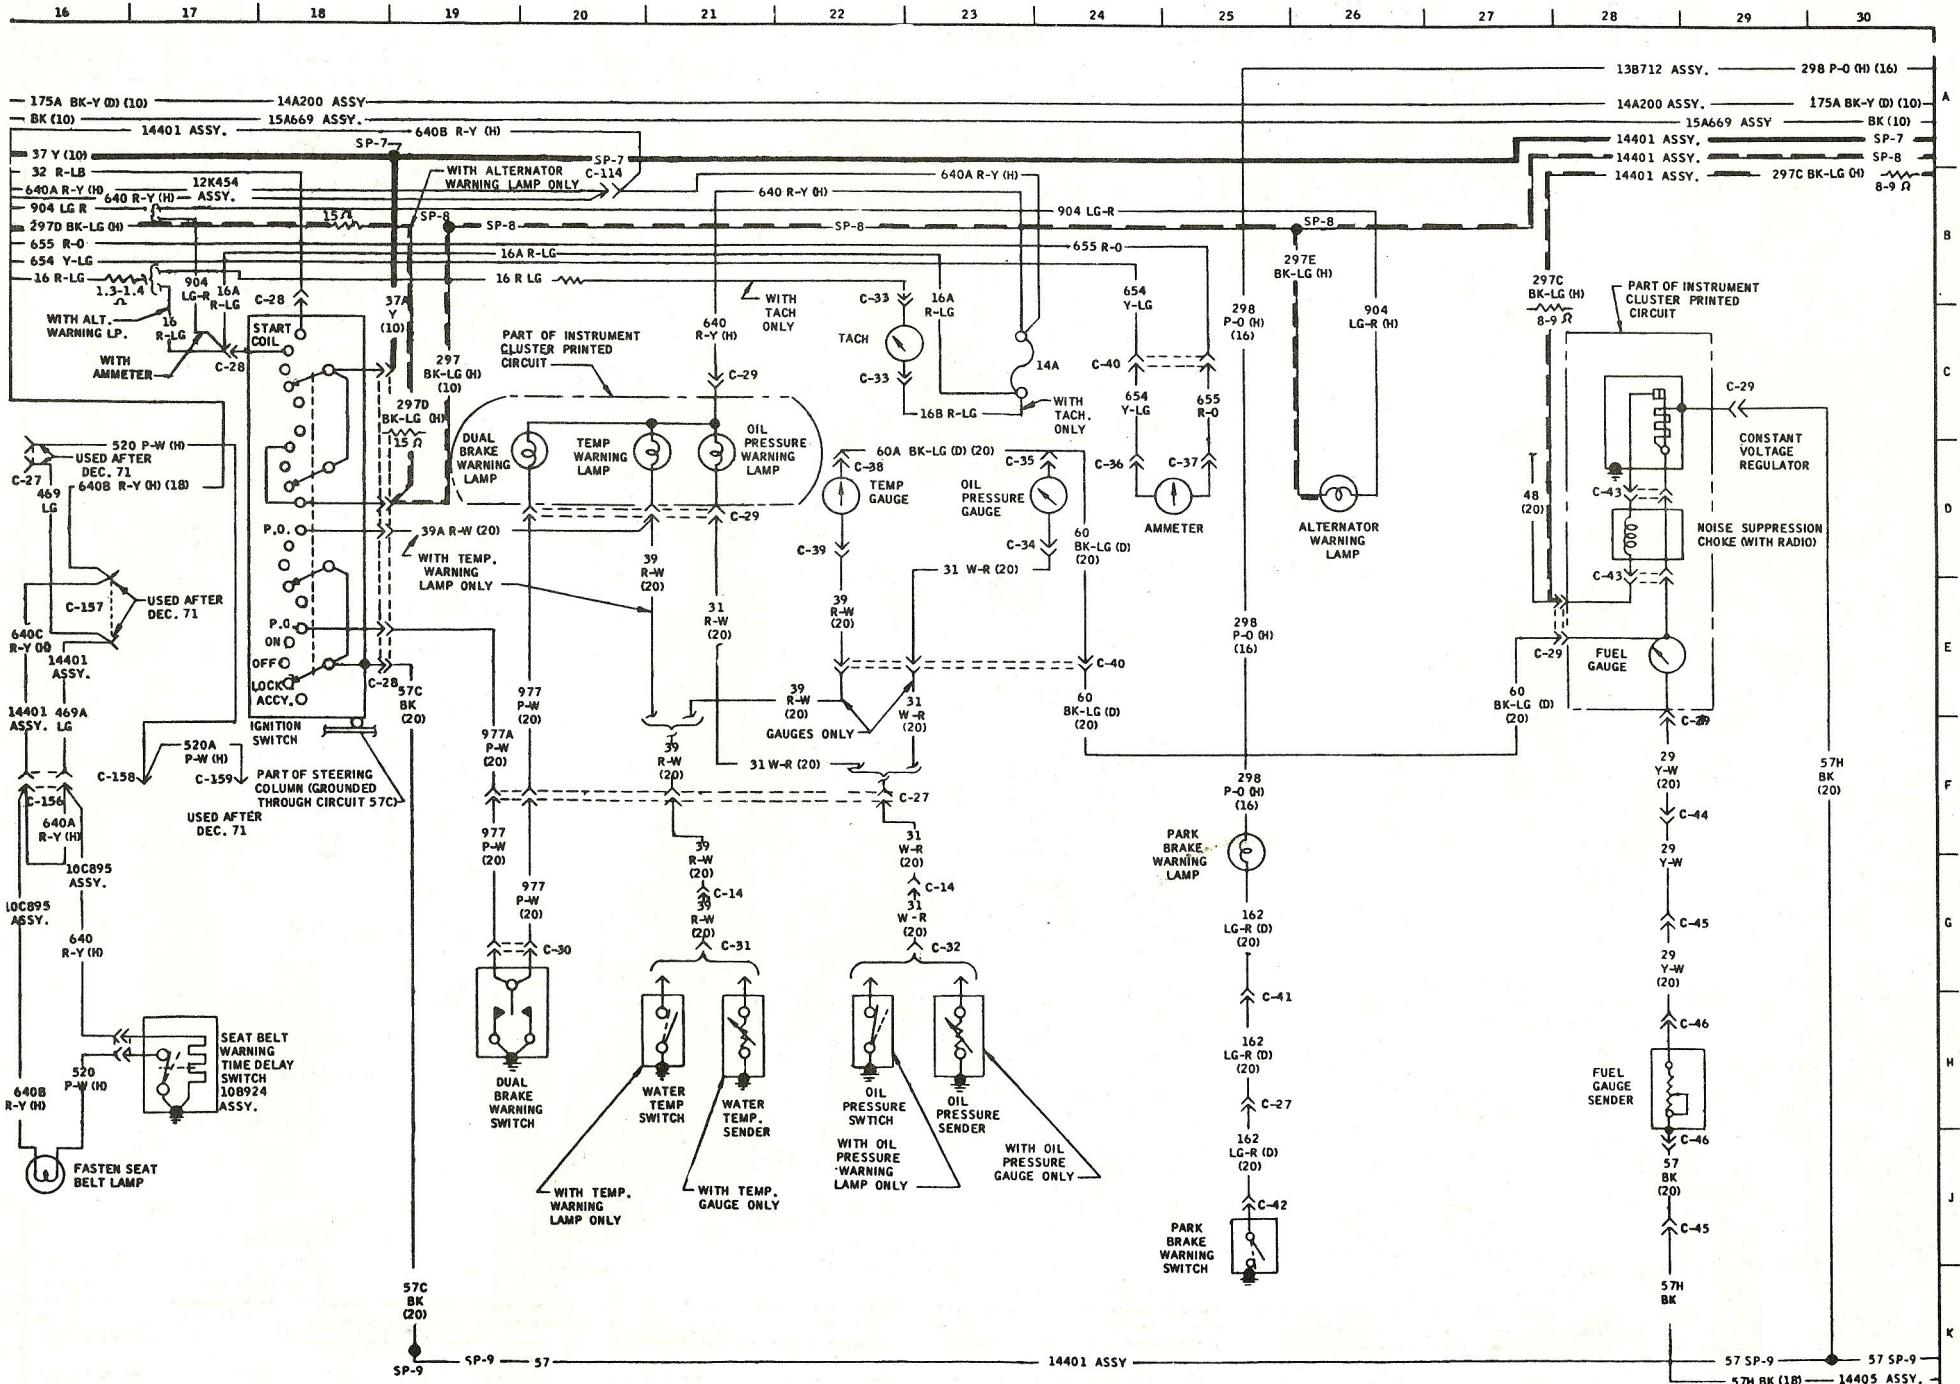 16 17 18 19 20 21 22 23 24 25 26 27 28 29 30
A
B
C
D
E
F
G
H
J
K
13B712 ASSY. 298 P-O (H) (16)
175A BK-Y (D) (10) 14A200 ASSY 14A200 ASSY. 175A BK-Y (D) (10)
BK (10) 15A669 ASSY. 15A669 ASSY BK (10)
14401 ASSY. 640B R-Y (H)
SP-7
14401 ASSY. SP-7
37 Y (10) SP-7 14401 ASSY. SP-8
32 R-LB C-114
WITH ALTERNATOR
WARNING LAMP ONLY
640A R-Y (H)
14401 ASSY. 297C BK-LG (H)
8-9 Ω
640A R-Y (H) 12K454
ASSY.
640 R-Y (H)
640 R-Y (H)
904 LG R 15Ω SP-8 904 LG-R
297D BK-LG (H) SP-8 SP-8 SP-8
655 R-O 655 R-O
654 Y-LG 16A R-LG
16 R-LG 16 R LG
1.3-1.4
Ω
904
LG-R
16A
R-LG
C-28
37A
Y
(10)
WITH ALT.
WARNING LP.
16
R-LG
WITH
AMMETER
C-28
START
COIL
P.O.
P.O
ON
OFF
LOCK
ACCY.
C-28
IGNITION
SWITCH
297
BK-LG (H)
(10)
297D
BK-LG (H)
15 Ω
PART OF INSTRUMENT
CLUSTER PRINTED
CIRCUIT
640
R-Y (H)
C-29
WITH
TACH
ONLY
C-33
TACH
C-33
16A
R-LG
14A
16B R-LG
WITH
TACH.
ONLY
654
Y-LG
C-40
654
Y-LG
655
R-O
C-36
C-37
AMMETER
298
P-O (H)
(16)
297E
BK-LG (H)
904
LG-R (H)
ALTERNATOR
WARNING
LAMP
297C
BK-LG (H)
8-9 Ω
PART OF INSTRUMENT
CLUSTER PRINTED
CIRCUIT
C-29
CONSTANT
VOLTAGE
REGULATOR
48
(20)
C-43
NOISE SUPPRESSION
CHOKE (WITH RADIO)
C-43
C-29
FUEL
GAUGE
DUAL
BRAKE
WARNING
LAMP
TEMP
WARNING
LAMP
OIL
PRESSURE
WARNING
LAMP
C-29
60A BK-LG (D) (20)
C-38
TEMP
GAUGE
C-39
C-35
OIL
PRESSURE
GAUGE
C-34
60
BK-LG (D)
(20)
31 W-R (20)
39A R-W (20)
WITH TEMP.
WARNING
LAMP ONLY
39
R-W
(20)
31
R-W
(20)
39
R-W
(20)
C-40
520 P-W (H)
USED AFTER
DEC. 71
C-27
640B R-Y (H) (18)
469
LG
C-157
USED AFTER
DEC. 71
640C
R-Y (H)
14401
ASSY.
14401
ASSY.
469A
LG
520A
P-W (H)
C-158
C-159
USED AFTER
DEC. 71
PART OF STEERING
COLUMN (GROUNDED
THROUGH CIRCUIT 57C)
57C
BK
(20)
977A
P-W
(20)
977
P-W
(20)
39
R-W
(20)
31
W-R
(20)
GAUGES ONLY
39
R-W
(20)
31 W-R (20)
60
BK-LG (D)
(20)
298
P-O (H)
(16)
60
BK-LG (D)
(20)
C-29
29
Y-W
(20)
C-44
57H
BK
(20)
C-156
640A
R-Y (H)
10C895
ASSY.
10C895
ASSY.
640
R-Y (H)
977
P-W
(20)
977
P-W
(20)
C-27
39
R-W
(20)
C-14
39
R-W
(20)
C-31
31
W-R
(20)
C-14
31
W-R
(20)
C-32
298
P-O (H)
(16)
PARK
BRAKE
WARNING
LAMP
162
LG-R (D)
(20)
C-41
162
LG-R (D)
(20)
C-27
162
LG-R (D)
(20)
C-42
PARK
BRAKE
WARNING
SWITCH
29
Y-W
C-45
29
Y-W
(20)
C-46
FUEL
GAUGE
SENDER
C-46
57
BK
(20)
C-45
57H
BK
C-30
DUAL
BRAKE
WARNING
SWITCH
WATER
TEMP
SWITCH
WATER
TEMP.
SENDER
OIL
PRESSURE
SWTICH
OIL
PRESSURE
SENDER
WITH TEMP.
WARNING
LAMP ONLY
WITH TEMP.
GAUGE ONLY
WITH OIL
PRESSURE
WARNING
LAMP ONLY
WITH OIL
PRESSURE
GAUGE ONLY
SEAT BELT
WARNING
TIME DELAY
SWITCH
10B924
ASSY.
520
P-W (H)
640B
R-Y (H)
FASTEN SEAT
BELT LAMP
57C
BK
(20)
SP-9
SP-9 57 14401 ASSY 57 SP-9 57 SP-9
57H BK (18) 14405 ASSY.